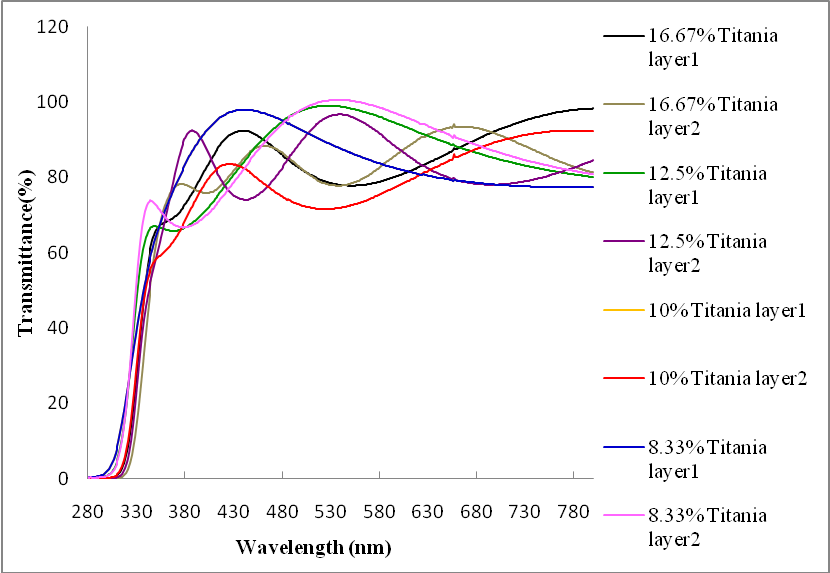 120
100
80
60
40
20
0
Transmittance(%)
280 330 380 430 480 530 580 630 680 730 780
Wavelength (nm)
16.67% Titania
layer1
16.67% Titania
layer2
12.5% Titania
layer1
12.5% Titania
layer2
10% Titania layer1
10% Titania layer2
8.33% Titania
layer1
8.33% Titania
layer2